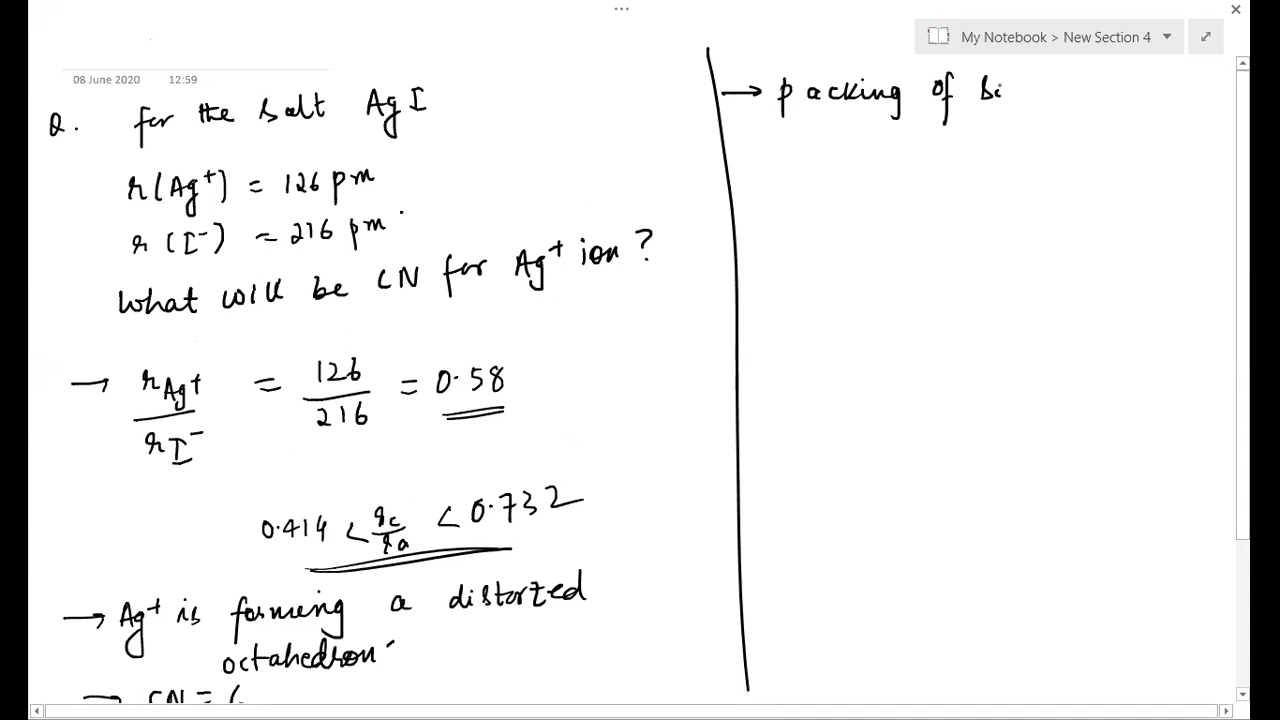 My Notebook > New Section 4
08 June 2020 12:59
Q. for the salt AgI
r(Ag⁺) = 126 pm
r(I⁻) = 216 pm
What will be CN for Ag⁺ ion?
→ rAg⁺ / rI⁻ = 126 / 216 = 0.58
0.414 < rc / ra < 0.732
→ Ag⁺ is forming a distorted
octahedron
→ CN = 6
→ packing of